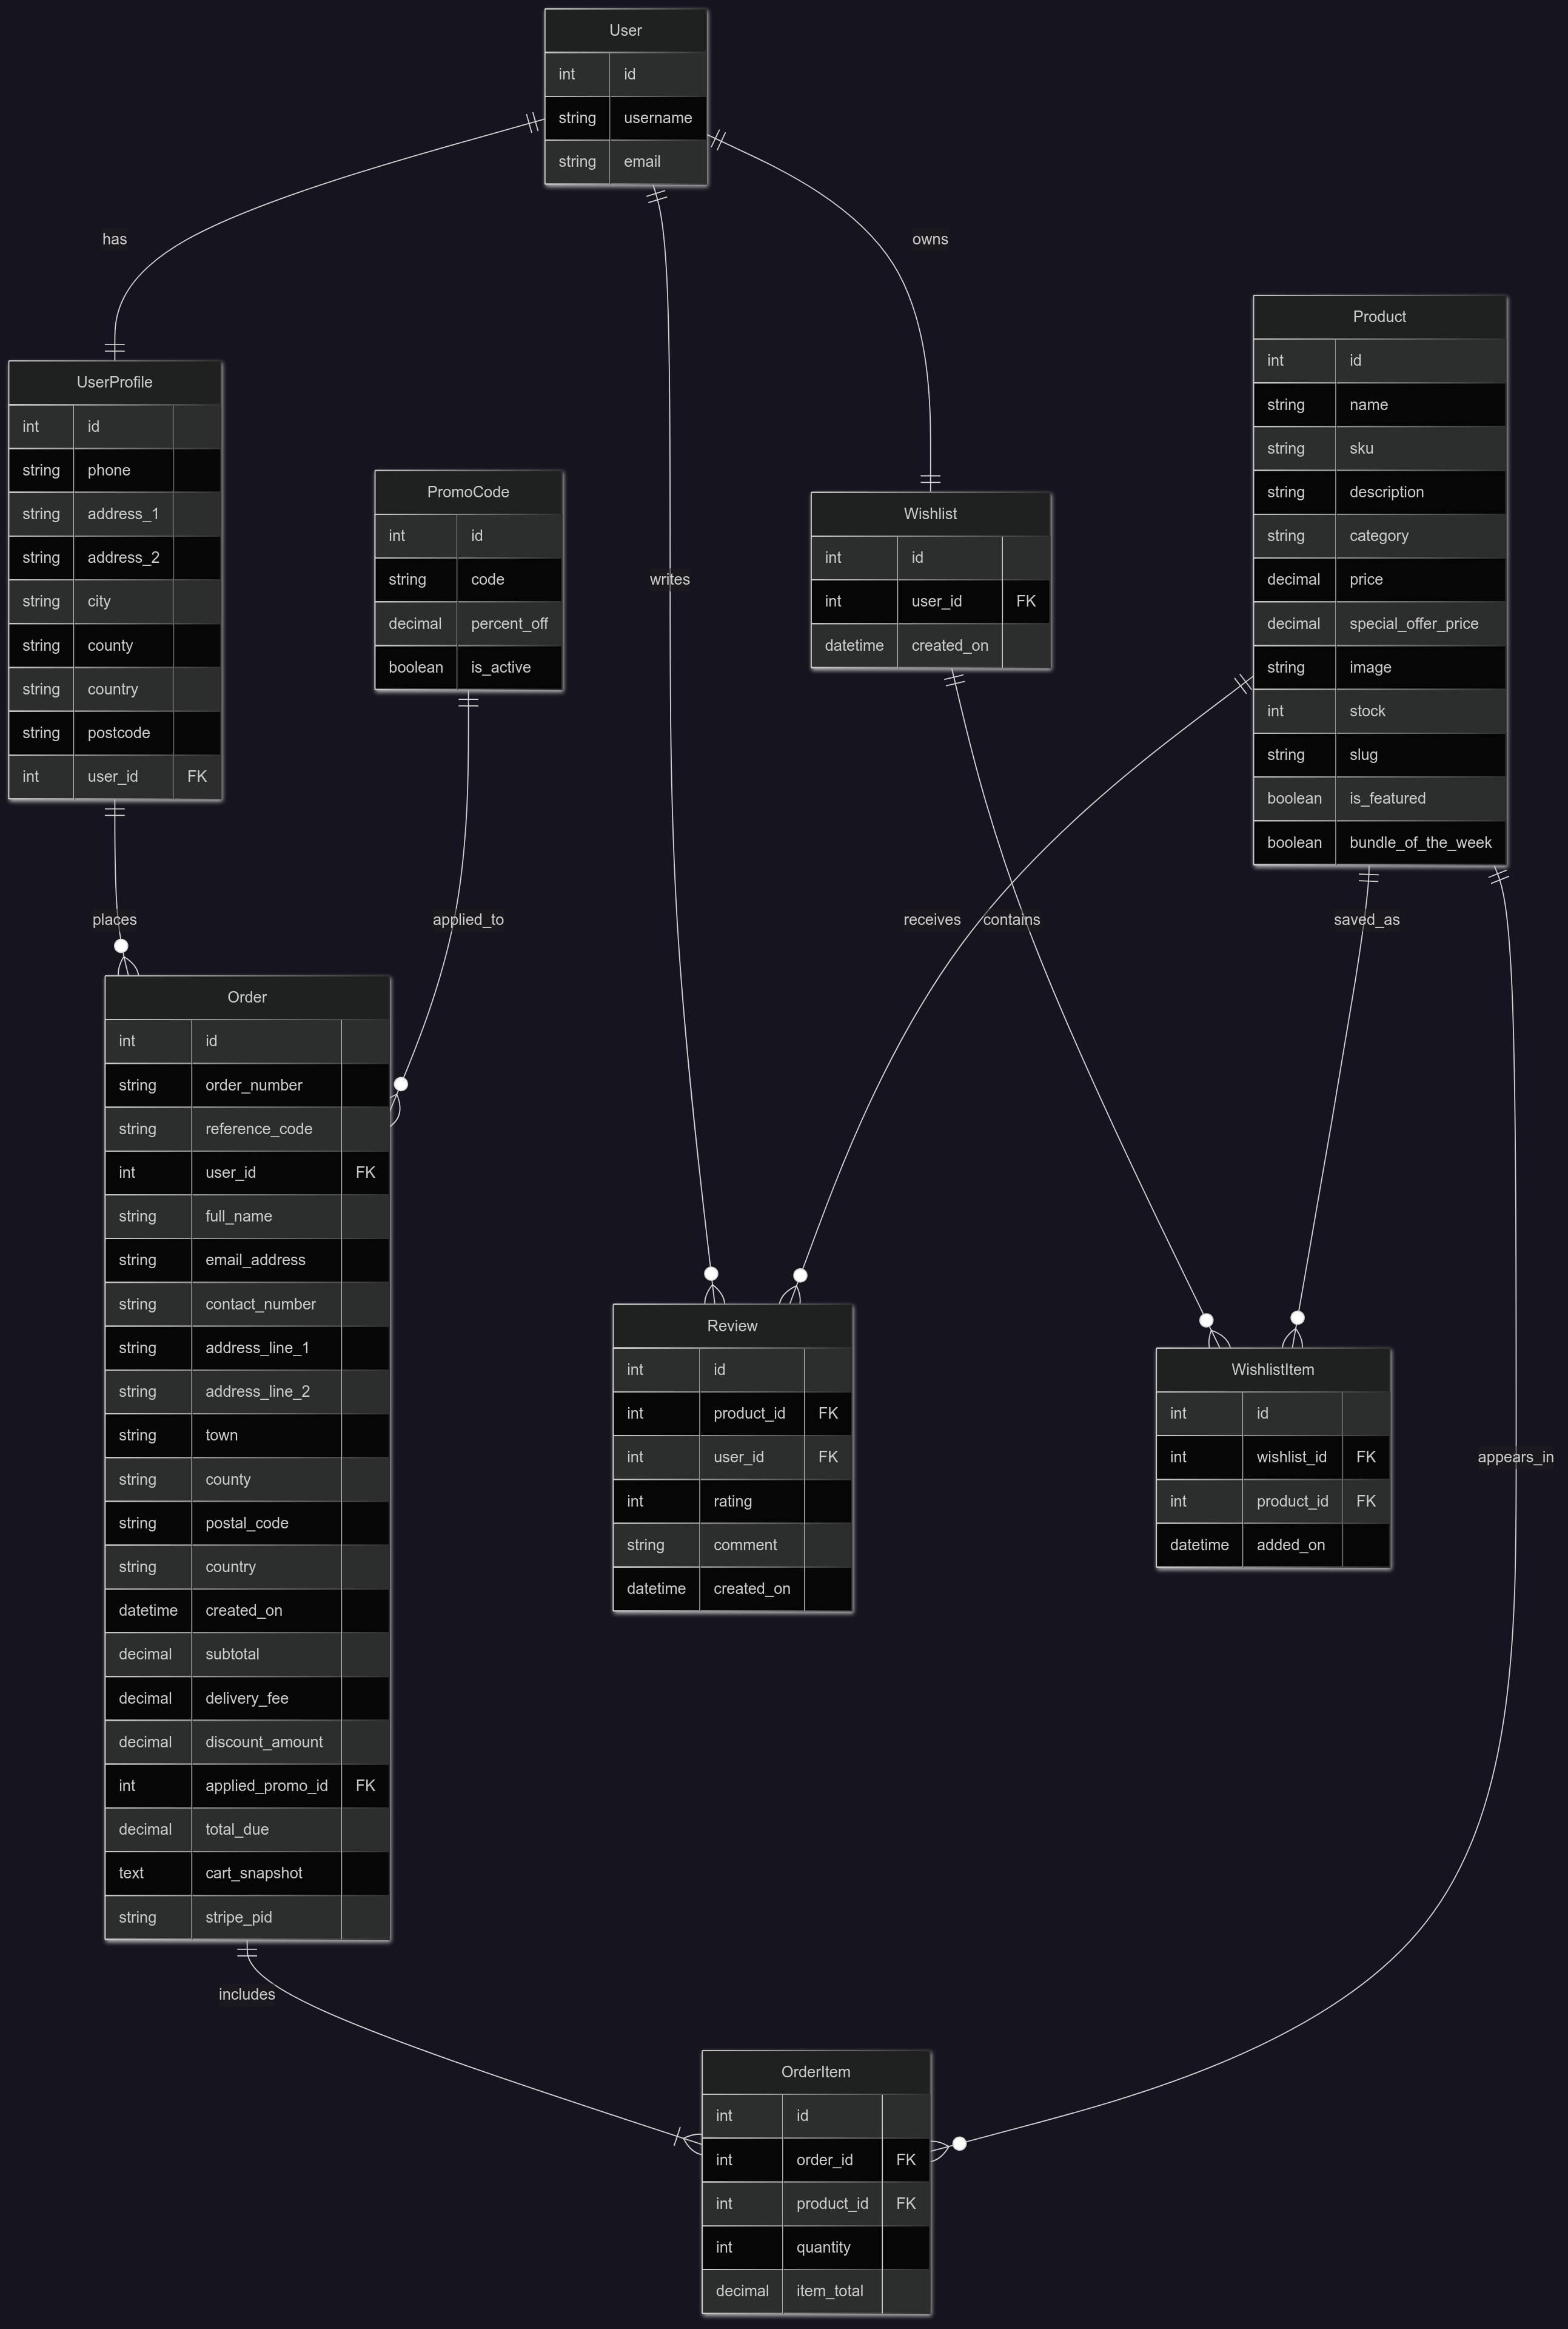 User
int id
string username
string email
has
owns
Product
int id
string name
string sku
string description
string category
decimal price
decimal special_offer_price
string image
int stock
string slug
boolean is_featured
boolean bundle_of_the_week
UserProfile
int id
string phone
string address_1
string address_2
string city
string county
string country
string postcode
int user_id FK
PromoCode
int id
string code
decimal percent_off
boolean is_active
writes
Wishlist
int id
int user_id FK
datetime created_on
places
applied_to
receives
contains
saved_as
Order
int id
string order_number
string reference_code
int user_id FK
string full_name
string email_address
string contact_number
string address_line_1
string address_line_2
string town
string county
string postal_code
string country
datetime created_on
decimal subtotal
decimal delivery_fee
decimal discount_amount
int applied_promo_id FK
decimal total_due
text cart_snapshot
string stripe_pid
Review
int id
int product_id FK
int user_id FK
int rating
string comment
datetime created_on
WishlistItem
int id
int wishlist_id FK
int product_id FK
datetime added_on
appears_in
includes
OrderItem
int id
int order_id FK
int product_id FK
int quantity
decimal item_total